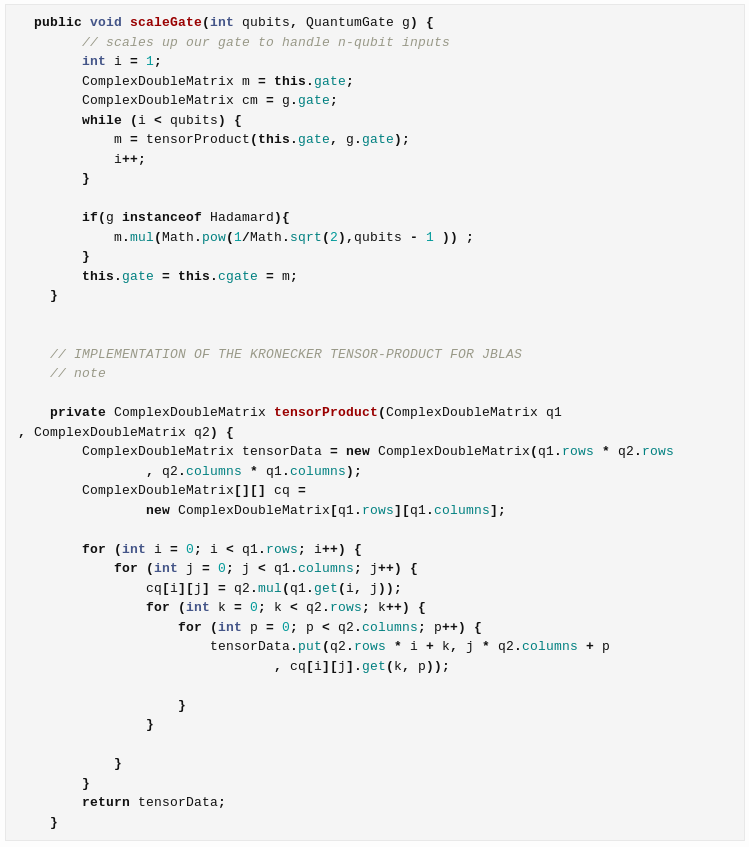 public void scaleGate(int qubits, QuantumGate g) {
// scales up our gate to handle n-qubit inputs
int i = 1;
ComplexDoubleMatrix m = this.gate;
ComplexDoubleMatrix cm = g.gate;
while (i < qubits) {
m = tensorProduct(this.gate, g.gate);
i++;
}
if(g instanceof Hadamard){
m.mul(Math.pow(1/Math.sqrt(2),qubits - 1 )) ;
}
this.gate = this.cgate = m;
}
// IMPLEMENTATION OF THE KRONECKER TENSOR-PRODUCT FOR JBLAS
// note
private ComplexDoubleMatrix tensorProduct(ComplexDoubleMatrix q1
, ComplexDoubleMatrix q2) {
ComplexDoubleMatrix tensorData = new ComplexDoubleMatrix(q1.rows * q2.rows
, q2.columns * q1.columns);
ComplexDoubleMatrix[][] cq =
new ComplexDoubleMatrix[q1.rows][q1.columns];
for (int i = 0; i < q1.rows; i++) {
for (int j = 0; j < q1.columns; j++) {
cq[i][j] = q2.mul(q1.get(i, j));
for (int k = 0; k < q2.rows; k++) {
for (int p = 0; p < q2.columns; p++) {
tensorData.put(q2.rows * i + k, j * q2.columns + p
, cq[i][j].get(k, p));
}
}
}
}
return tensorData;
}